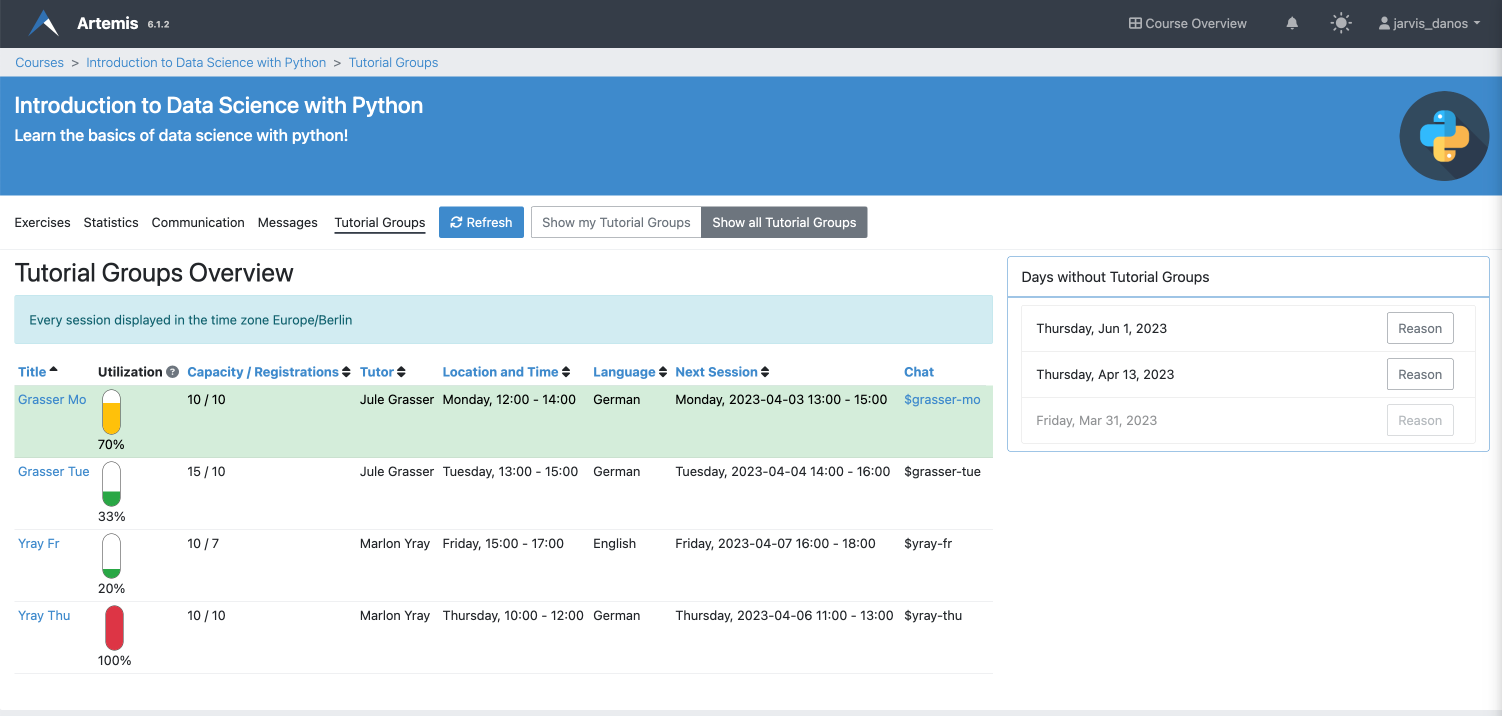 Artemis 6.1.2 Course Overview jarvis_danos
Courses > Introduction to Data Science with Python > Tutorial Groups
Introduction to Data Science with Python
Learn the basics of data science with python!
Exercises Statistics Communication Messages Tutorial Groups Refresh Show my Tutorial Groups Show all Tutorial Groups
Tutorial Groups Overview
Every session displayed in the time zone Europe/Berlin
Title Utilization ? Capacity / Registrations Tutor Location and Time Language Next Session Chat
Grasser Mo 10 / 10 Jule Grasser Monday, 12:00 - 14:00 German Monday, 2023-04-03 13:00 - 15:00 $grasser-mo
70%
Grasser Tue 15 / 10 Jule Grasser Tuesday, 13:00 - 15:00 German Tuesday, 2023-04-04 14:00 - 16:00 $grasser-tue
33%
Yray Fr 10 / 7 Marlon Yray Friday, 15:00 - 17:00 English Friday, 2023-04-07 16:00 - 18:00 $yray-fr
20%
Yray Thu 10 / 10 Marlon Yray Thursday, 10:00 - 12:00 German Thursday, 2023-04-06 11:00 - 13:00 $yray-thu
100%
Days without Tutorial Groups
Thursday, Jun 1, 2023 Reason
Thursday, Apr 13, 2023 Reason
Friday, Mar 31, 2023 Reason